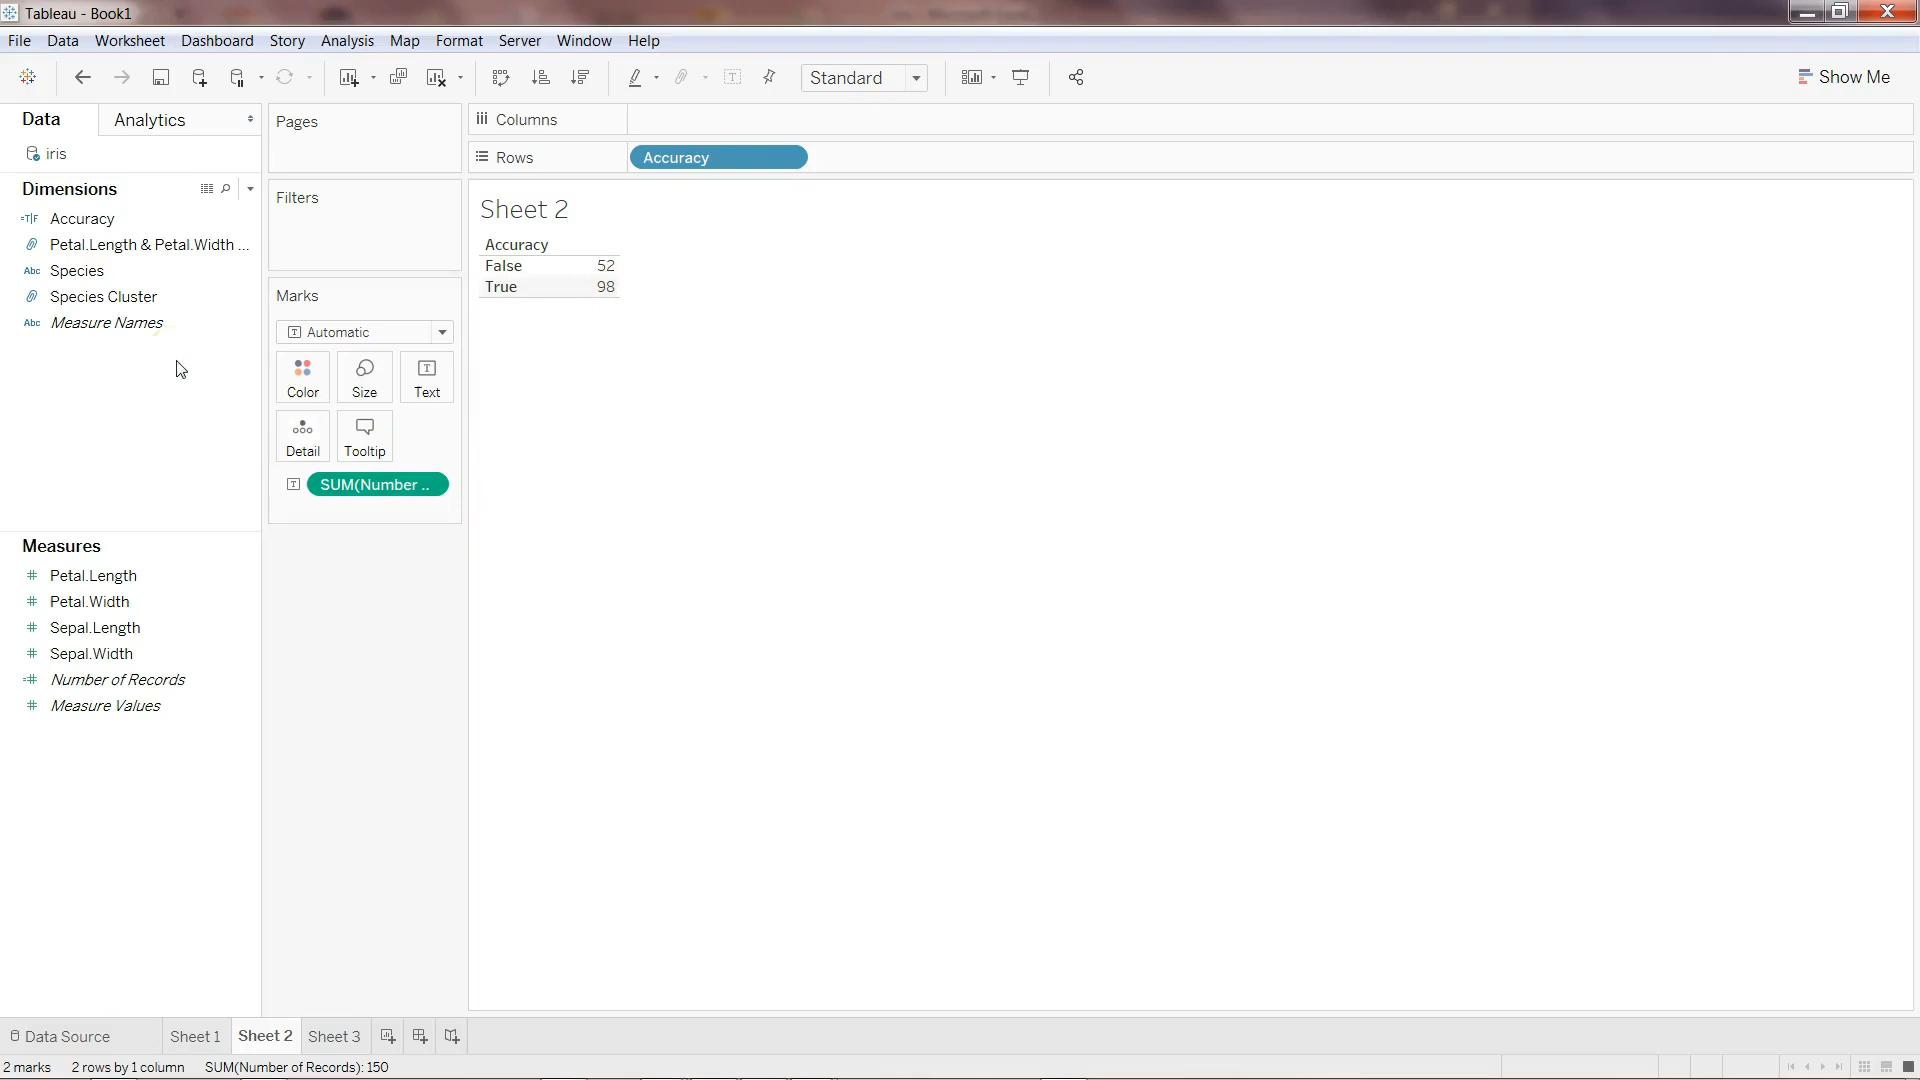 Tableau - Book1
File Data Worksheet Dashboard Story Analysis Map Format Server Window Help
Standard
Show Me
Data
Analytics
iris
Dimensions
=T|F Accuracy
Petal.Length & Petal.Width ...
Abc Species
Species Cluster
Abc Measure Names
Measures
# Petal.Length
# Petal.Width
# Sepal.Length
# Sepal.Width
=# Number of Records
# Measure Values
Pages
Filters
Marks
T Automatic
Color
Size
T Text
Detail
Tooltip
T SUM(Number ..
Columns
Rows
Accuracy
Sheet 2
Accuracy
False 52
True 98
Data Source
Sheet 1
Sheet 2
Sheet 3
2 marks
2 rows by 1 column
SUM(Number of Records): 150